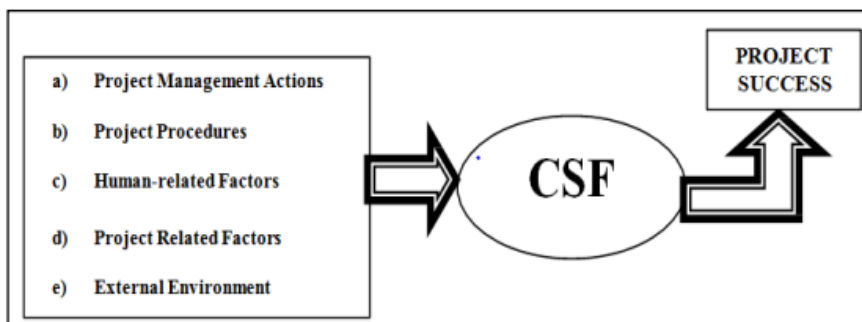 PROJECT
SUCCESS
a) Project Management Actions
b) Project Procedures
c) Human-related Factors
d) Project Related Factors
e) External Environment
CSF